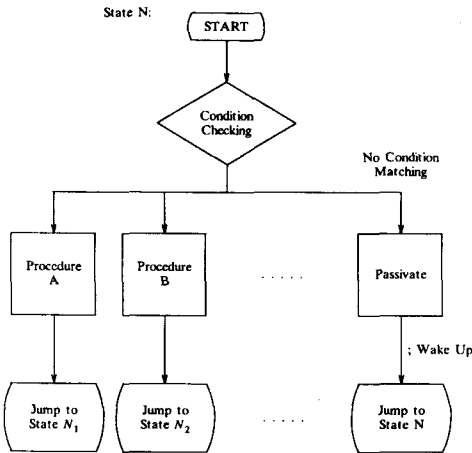 State N:
START
Condition
Checking
No Condition
Matching
Procedure
A
Procedure
B
. . . . .
Passivate
; Wake Up
Jump to
State N₁
Jump to
State N₂
. . . . .
Jump to
State N